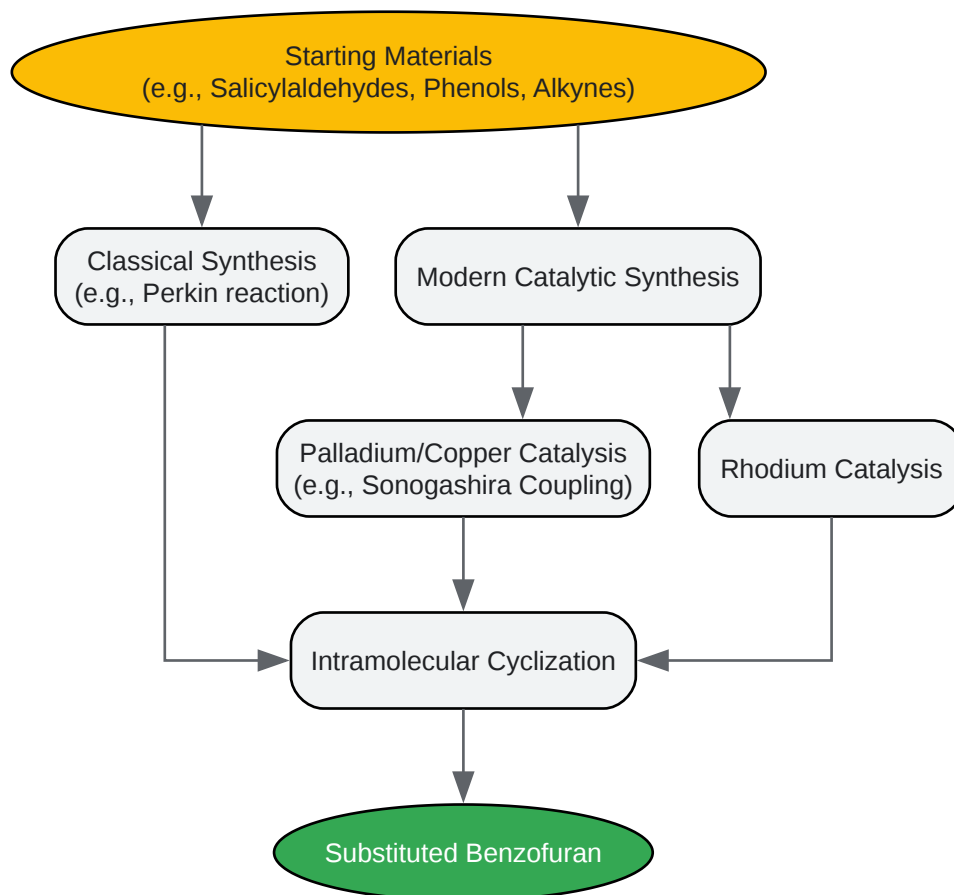 Starting Materials
(e.g., Salicylaldehydes, Phenols, Alkynes)
Classical Synthesis
(e.g., Perkin reaction)
Modern Catalytic Synthesis
Palladium/Copper Catalysis
(e.g., Sonogashira Coupling)
Rhodium Catalysis
Intramolecular Cyclization
Substituted Benzofuran